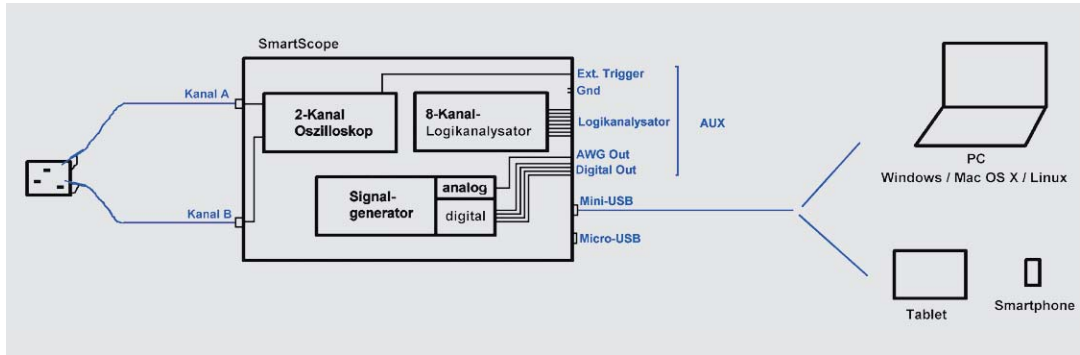 SmartScope
Kanal A
2-Kanal
Oszilloskop
8-Kanal-
Logikanalysator
Ext. Trigger
Gnd
Logikanalysator
AUX
AWG Out
Digital Out
Signal-
generator
analog
digital
Kanal B
Mini-USB
Micro-USB
PC
Windows / Mac OS X / Linux
Tablet
Smartphone